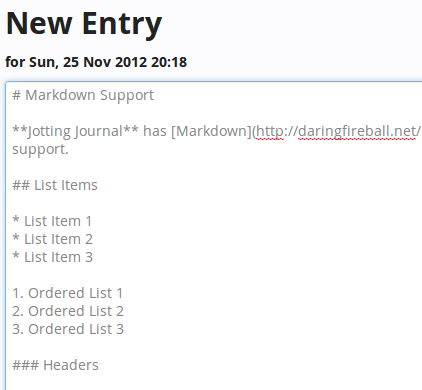 New Entry
for Sun, 25 Nov 2012 20:18
# Markdown Support
**Jotting Journal** has [Markdown](http://daringfireball.net/
support.
## List Items
* List Item 1
* List Item 2
* List Item 3
1. Ordered List 1
2. Ordered List 2
3. Ordered List 3
### Headers